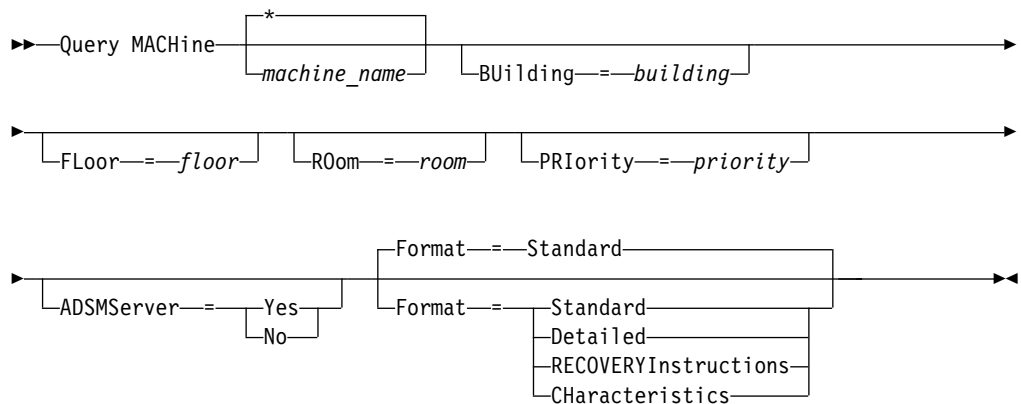 *
Query MACHine
machine_name
BUilding = building
FLoor = floor ROom = room PRIority = priority
Format = Standard
ADSMServer = Yes
No
Format = Standard
Detailed
RECOVERYInstructions
CHaracteristics